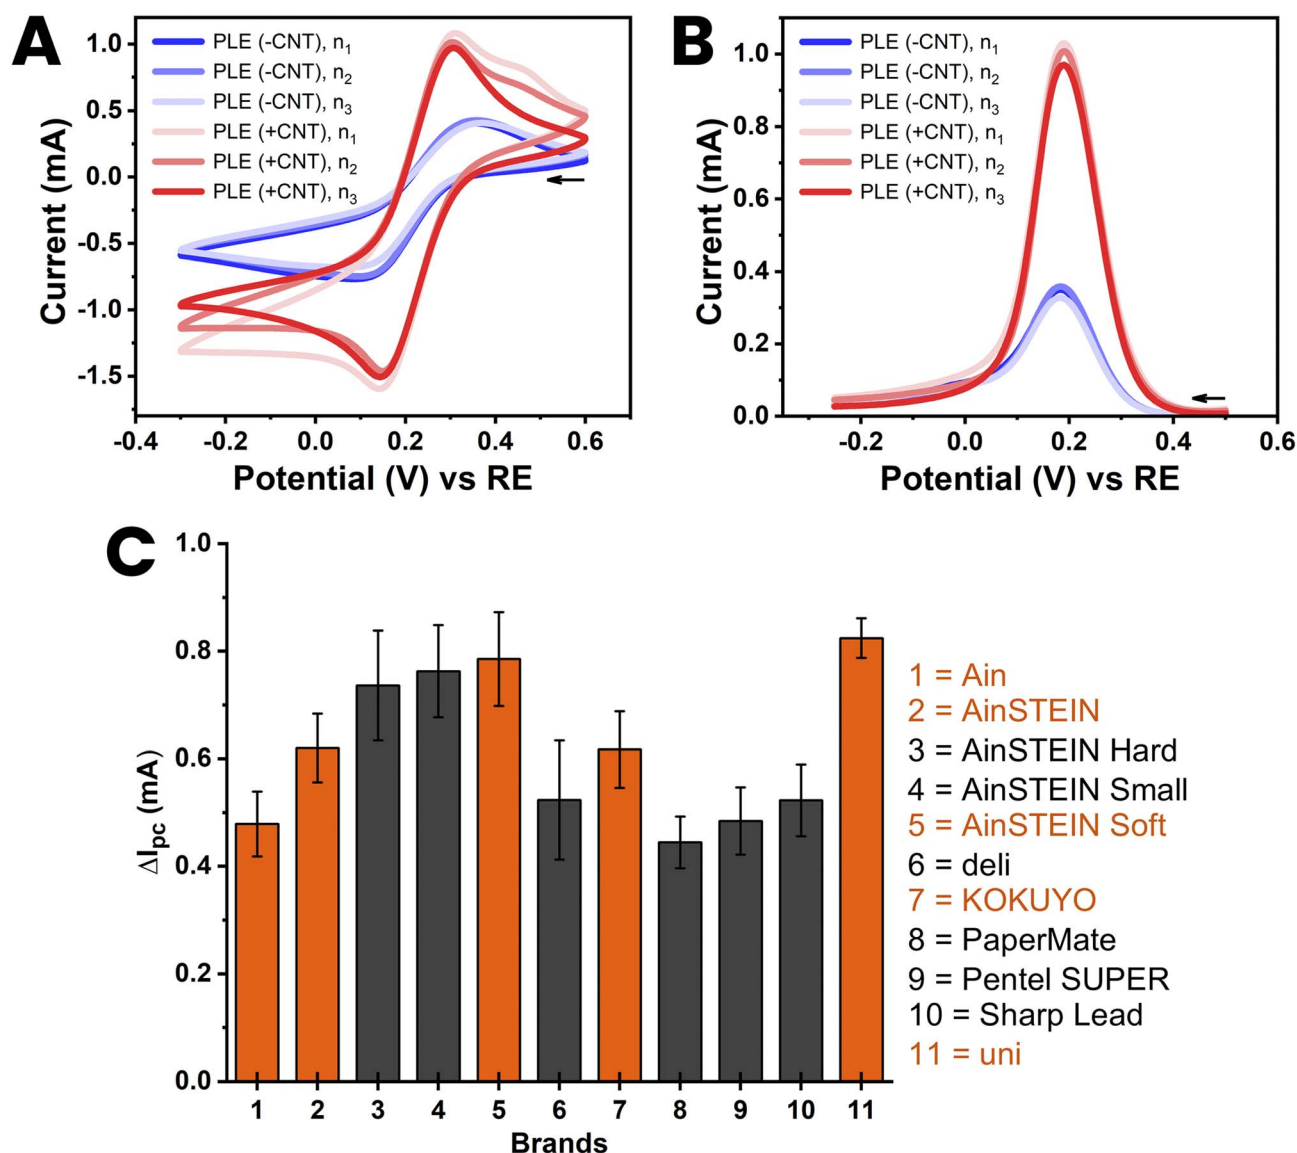 A
PLE (-CNT), n1
PLE (-CNT), n2
PLE (-CNT), n3
PLE (+CNT), n1
PLE (+CNT), n2
PLE (+CNT), n3
1.0
0.5
0.0
-0.5
-1.0
-1.5
Current (mA)
-0.4 -0.2 0.0 0.2 0.4 0.6
Potential (V) vs RE
B
PLE (-CNT), n1
PLE (-CNT), n2
PLE (-CNT), n3
PLE (+CNT), n1
PLE (+CNT), n2
PLE (+CNT), n3
1.0
0.8
0.6
0.4
0.2
0.0
Current (mA)
-0.2 0.0 0.2 0.4 0.6
Potential (V) vs RE
C
1.0
0.8
0.6
0.4
0.2
0.0
ΔIpc (mA)
1 2 3 4 5 6 7 8 9 10 11
Brands
1 = Ain
2 = AinSTEIN
3 = AinSTEIN Hard
4 = AinSTEIN Small
5 = AinSTEIN Soft
6 = deli
7 = KOKUYO
8 = PaperMate
9 = Pentel SUPER
10 = Sharp Lead
11 = uni